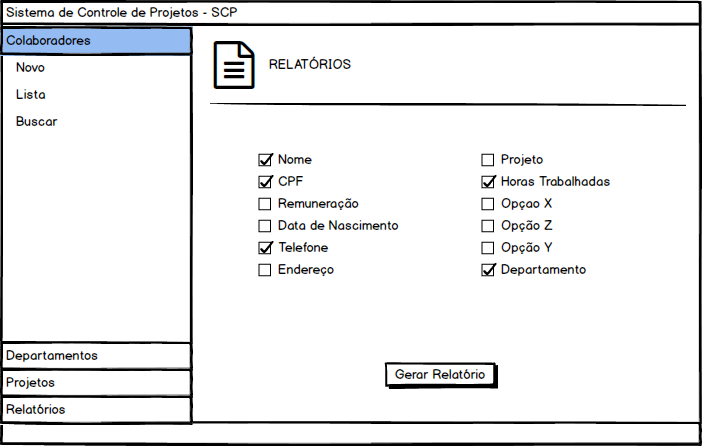 Sistema de Controle de Projetos - SCP
Colaboradores
Novo
Lista
Buscar
Departamentos
Projetos
Relatórios
RELATÓRIOS
Nome
CPF
Remuneração
Data de Nascimento
Telefone
Endereço
Projeto
Horas Trabalhadas
Opçao X
Opção Z
Opção Y
Departamento
Gerar Relatório